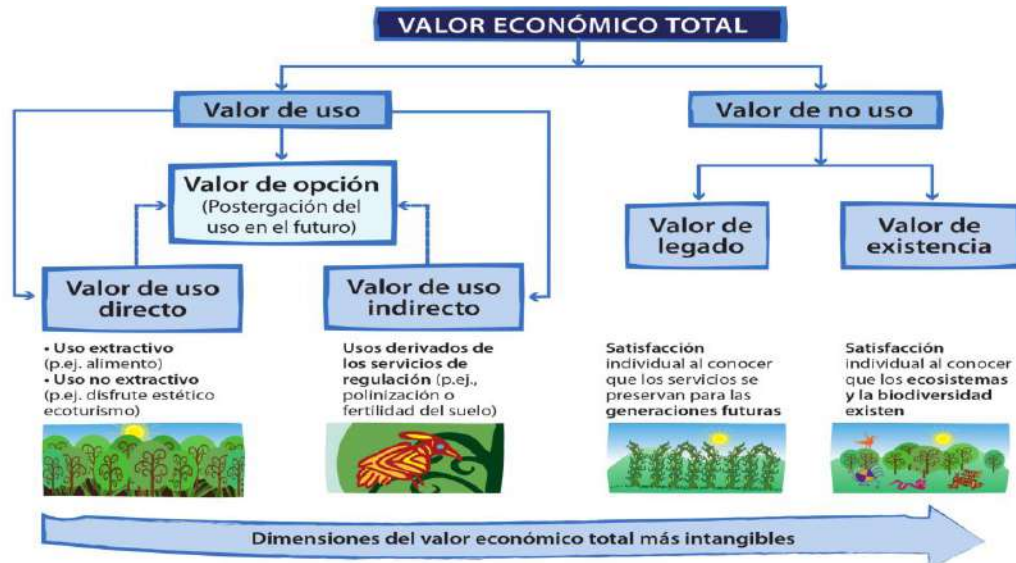 VALOR ECONÓMICO TOTAL
Valor de uso
Valor de no uso
Valor de opción
(Postergación del
uso en el futuro)
Valor de uso
directo
Valor de uso
indirecto
Valor de
legado
Valor de
existencia
• Uso extractivo
(p.ej. alimento)
• Uso no extractivo
(p.ej. disfrute estético
ecoturismo)
Usos derivados de
los servicios de
regulación (p.ej.,
polinización o
fertilidad del suelo)
Satisfacción
individual al conocer
que los servicios se
preservan para las
generaciones futuras
Satisfacción
individual al conocer
que los ecosistemas
y la biodiversidad
existen
Dimensiones del valor económico total más intangibles